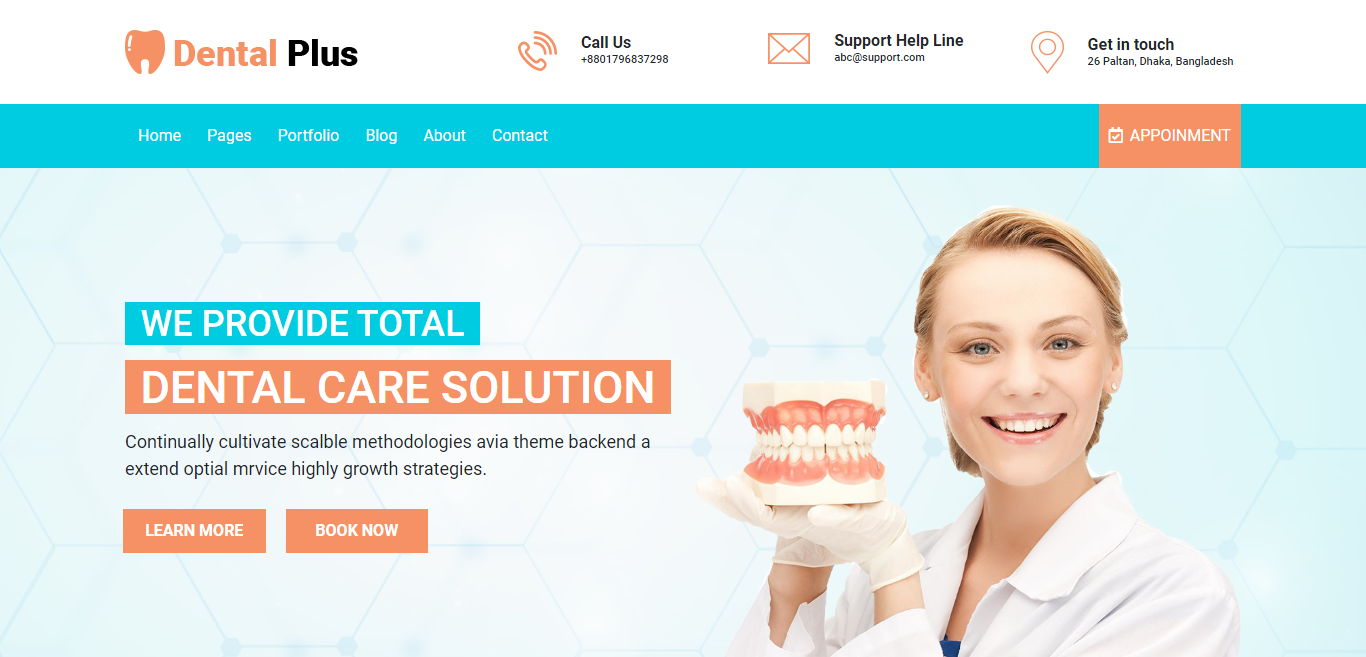 Dental Plus
Call Us
+8801796837298
Support Help Line
abc@support.com
Get in touch
26 Paltan, Dhaka, Bangladesh
Home Pages Portfolio Blog About Contact
APPOINMENT
WE PROVIDE TOTAL
DENTAL CARE SOLUTION
Continually cultivate scalble methodologies avia theme backend a
extend optial mrvice highly growth strategies.
LEARN MORE BOOK NOW